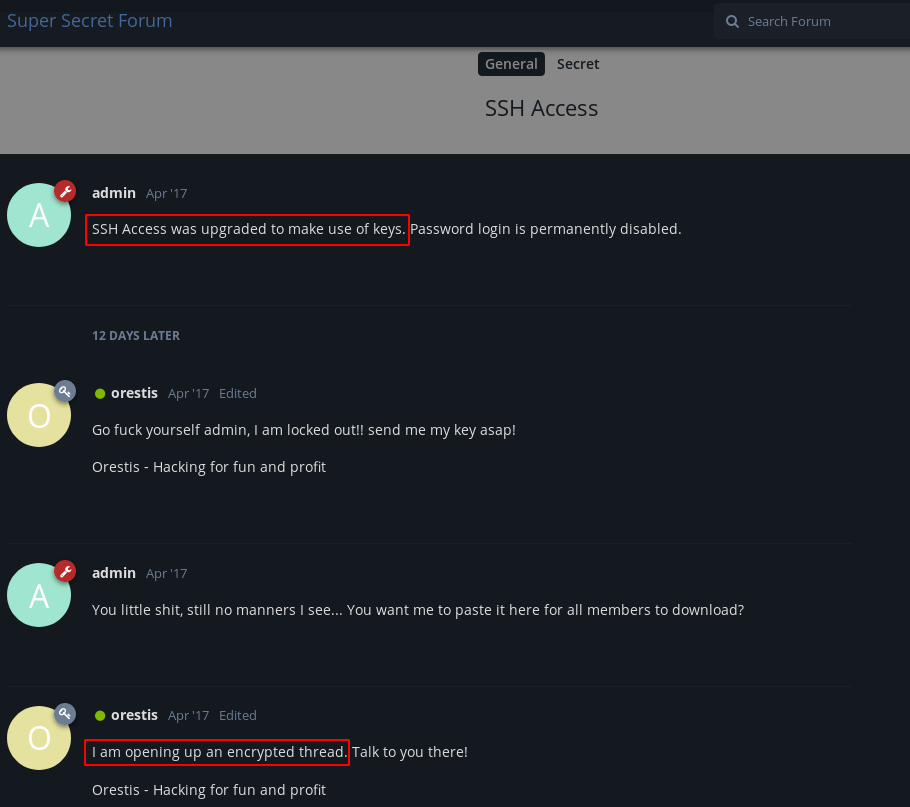 Super Secret Forum
Search Forum
General Secret
SSH Access
A
admin Apr '17
SSH Access was upgraded to make use of keys. Password login is permanently disabled.
12 DAYS LATER
O
orestis Apr '17 Edited
Go fuck yourself admin, I am locked out!! send me my key asap!
Orestis - Hacking for fun and profit
A
admin Apr '17
You little shit, still no manners I see... You want me to paste it here for all members to download?
O
orestis Apr '17 Edited
I am opening up an encrypted thread. Talk to you there!
Orestis - Hacking for fun and profit